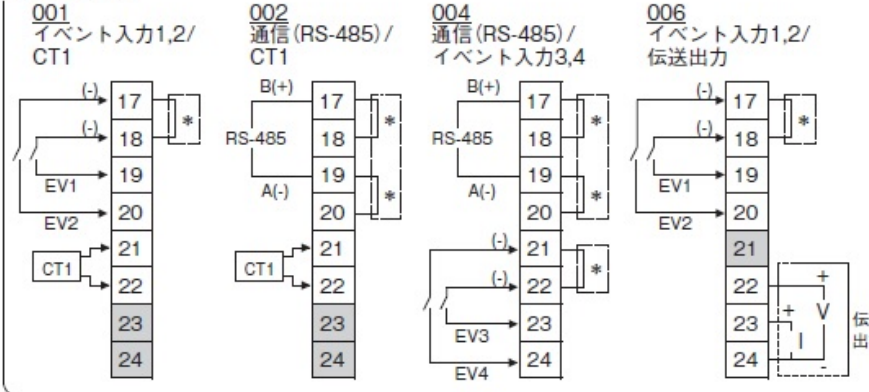 001
イベント入力1,2/
CT1
(-)
(-)
EV1
EV2
CT1
17
18
19
20
21
22
23
24
*
002
通信(RS-485)/
CT1
B(+)
RS-485
A(-)
CT1
17
18
19
20
21
22
23
24
*
*
004
通信(RS-485)/
イベント入力3,4
B(+)
RS-485
A(-)
(-)
(-)
EV3
EV4
17
18
19
20
21
22
23
24
*
*
*
006
イベント入力1,2/
伝送出力
(-)
(-)
EV1
EV2
17
18
19
20
21
22
23
24
*
+
+
V
I
-
伝
出